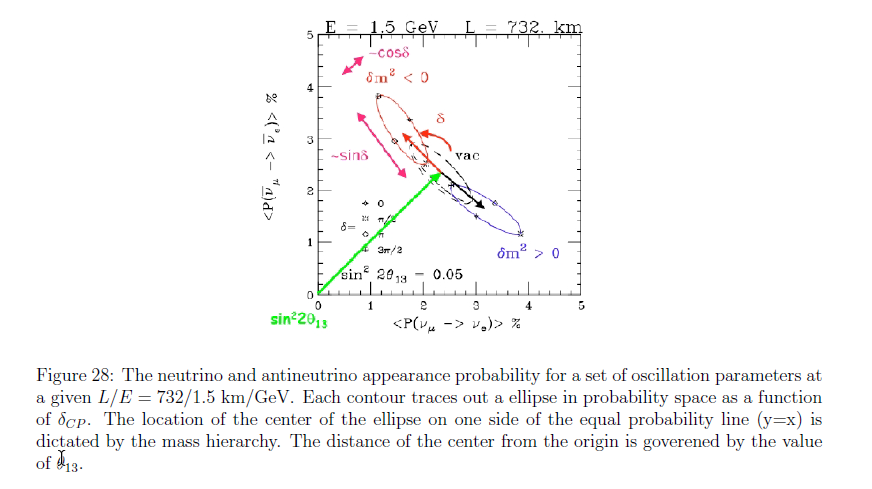 E = 1.5 GeV L = 732. km
5
~cosδ
δm² < 0
4
δ
3
~sinδ
vac
<P(ν̄μ -> ν̄e)> %
2
0
π/2
δ=
π
3π/2
1
δm² > 0
sin² 2θ13 = 0.05
0
0 1 2 3 4 5
sin²2θ13
<P(νμ -> νe)> %
Figure 28: The neutrino and antineutrino appearance probability for a set of oscillation parameters at
a given L/E = 732/1.5 km/GeV. Each contour traces out a ellipse in probability space as a function
of δCP. The location of the center of the ellipse on one side of the equal probability line (y=x) is
dictated by the mass hierarchy. The distance of the center from the origin is goverened by the value
of θ13.